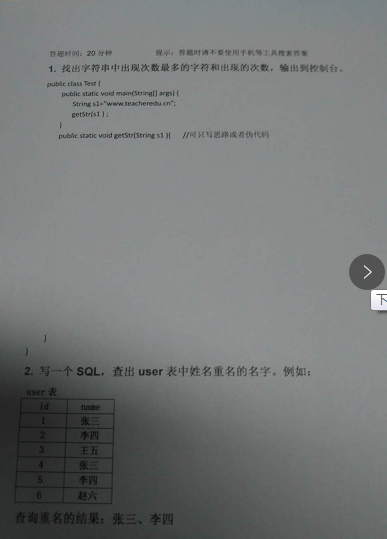 答题时间：20 分钟 提示：答题时请不要使用手机等工具搜索答案
1. 找出字符串中出现次数最多的字符和出现的次数，输出到控制台。
public class Test {
public static void main(String[] args) {
String s1="www.teacheredu.cn";
getStr(s1 ) ;
}
public static void getStr(String s1 ){ //可只写思路或者伪代码
}
}
2. 写一个 SQL，查出 user 表中姓名重名的名字。例如：
user 表
id name
1 张三
2 李四
3 王五
4 张三
5 李四
6 赵六
查询重名的结果：张三、李四
下